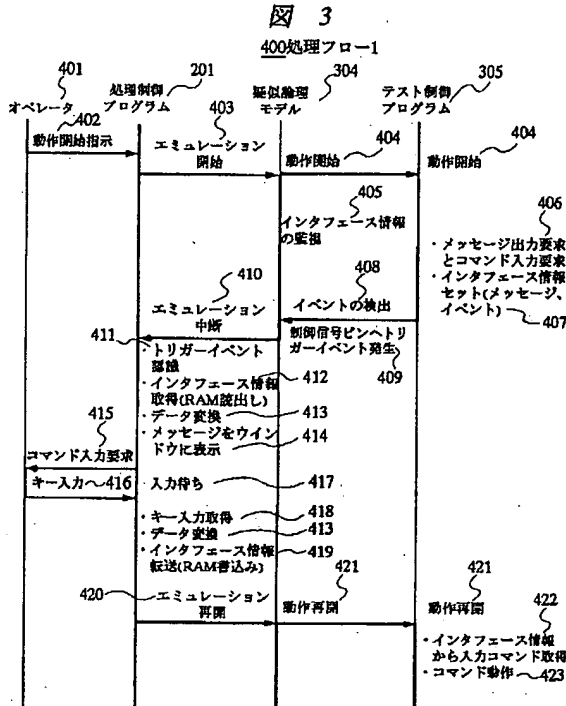 図 3
400処理フロー1
401
オペレータ
処理制御
プログラム
201
疑似論理
モデル
304
テスト制御
プログラム
305
402
動作開始指示
403
エミュレーション
開始
動作開始
404
動作開始
404
405
インタフェース情報
の監視
406
・メッセージ出力要求
とコマンド入力要求
・インタフェース情報
セット(メッセージ、
イベント)
407
408
イベントの検出
制御信号ピンへトリ
ガーイベント発生
409
410
エミュレーション
中断
411
・トリガーイベント
認識
・インタフェース情報
取得(RAM読出し)
412
・データ変換
413
・メッセージをウイン
ドウに表示
414
415
コマンド入力要求
キー入力
416
入力待ち
417
・キー入力取得
418
・データ変換
413
・インタフェース情報
転送(RAM書込み)
419
420
エミュレーション
再開
421
動作再開
421
動作再開
422
・インタフェース情報
から入力コマンド取得
・コマンド動作
423